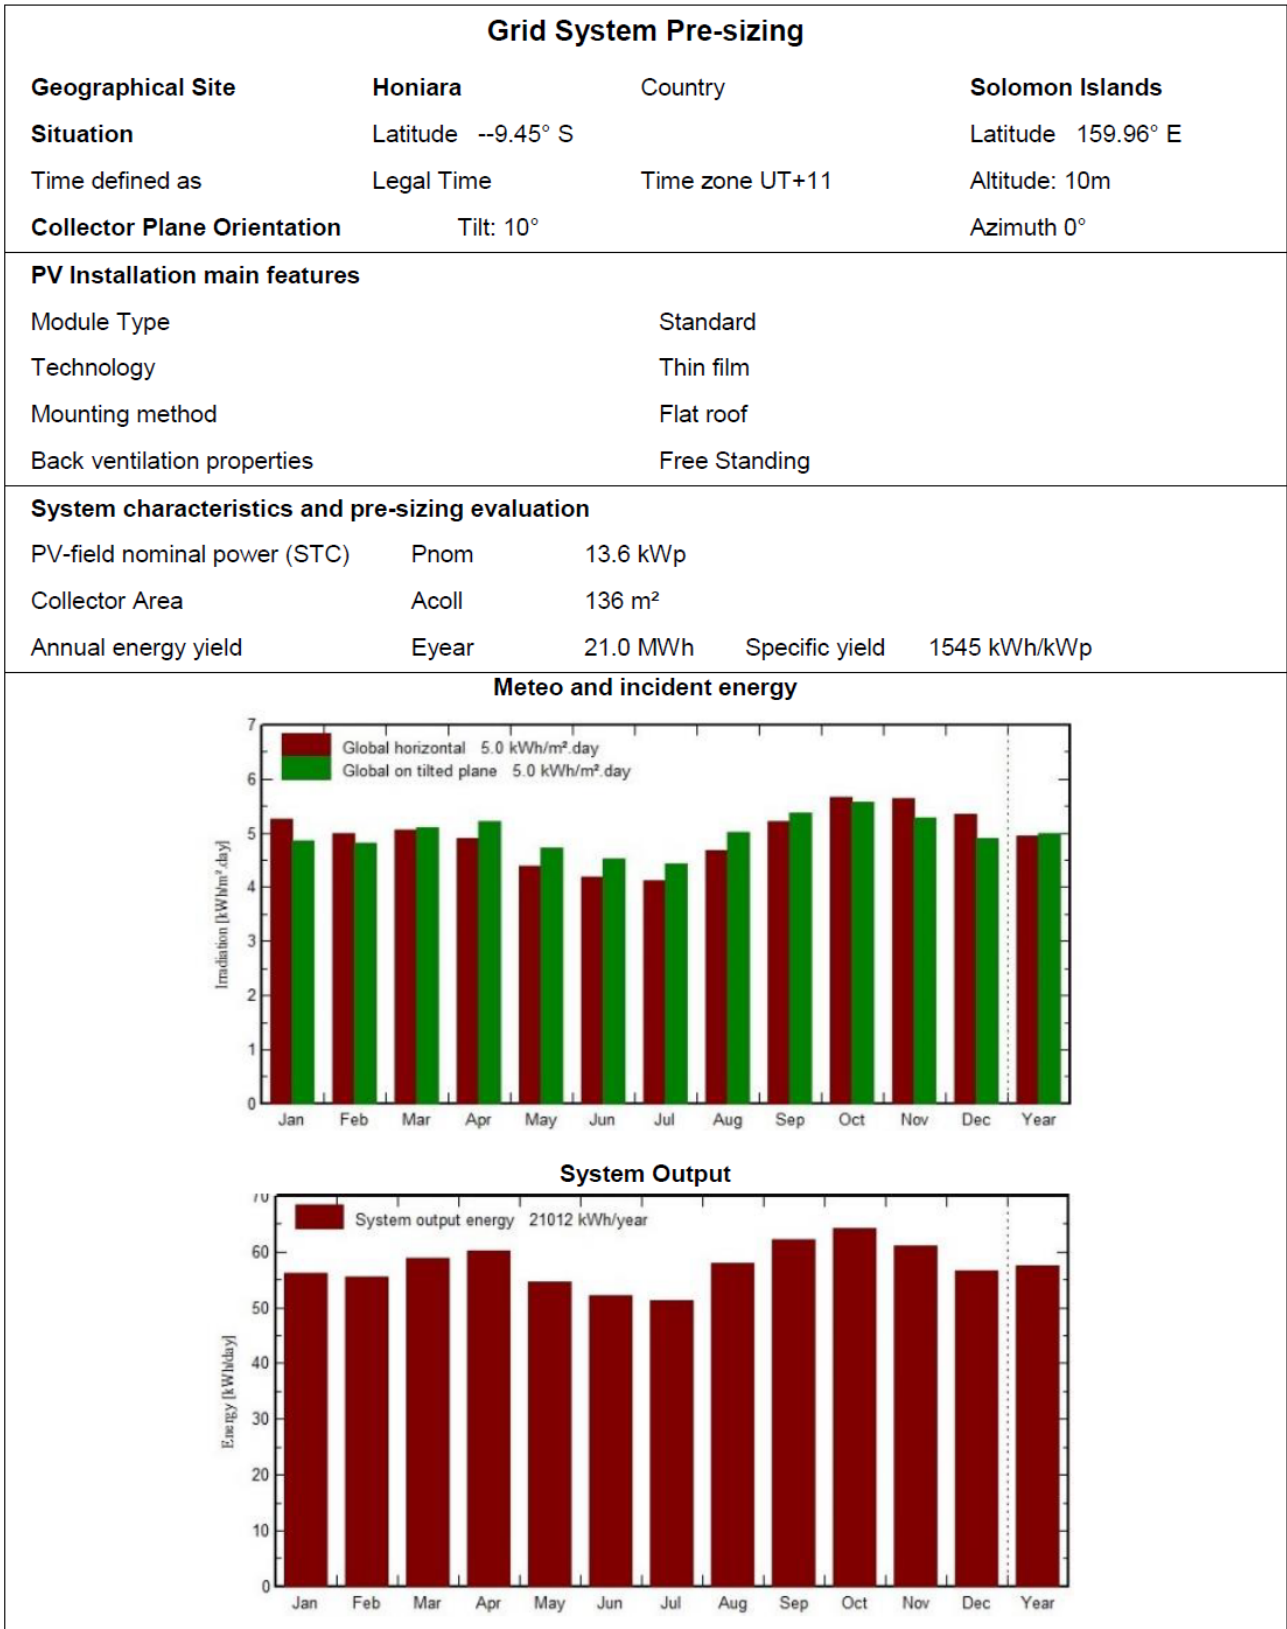 Grid System Pre-sizing
Geographical Site Honiara Country Solomon Islands
Situation Latitude --9.45° S Latitude 159.96° E
Time defined as Legal Time Time zone UT+11 Altitude: 10m
Collector Plane Orientation Tilt: 10° Azimuth 0°
PV Installation main features
Module Type Standard
Technology Thin film
Mounting method Flat roof
Back ventilation properties Free Standing
System characteristics and pre-sizing evaluation
PV-field nominal power (STC) Pnom 13.6 kWp
Collector Area Acoll 136 m²
Annual energy yield Eyear 21.0 MWh Specific yield 1545 kWh/kWp
Meteo and incident energy
7
Global horizontal 5.0 kWh/m².day
Global on tilted plane 5.0 kWh/m².day
6
5
4
3
2
1
0
Irradiation [kWh/m².day]
Jan Feb Mar Apr May Jun Jul Aug Sep Oct Nov Dec Year
System Output
70
System output energy 21012 kWh/year
60
50
40
30
20
10
0
Energy [kWh/day]
Jan Feb Mar Apr May Jun Jul Aug Sep Oct Nov Dec Year